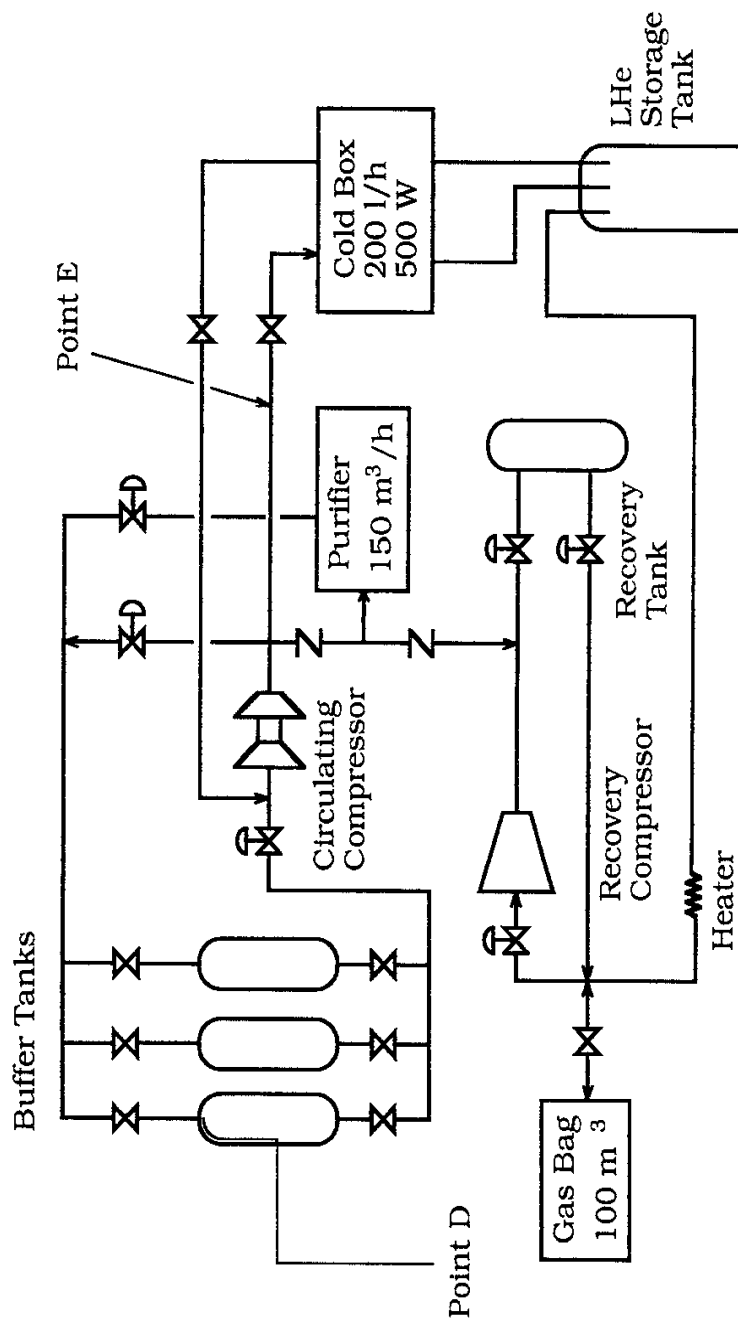 Buffer Tanks
Point E
Point D
Circulating
Compressor
Purifier
150 m³/h
Cold Box
200 l/h
500 W
Gas Bag
100 m³
Recovery
Compressor
Recovery
Tank
Heater
LHe
Storage
Tank